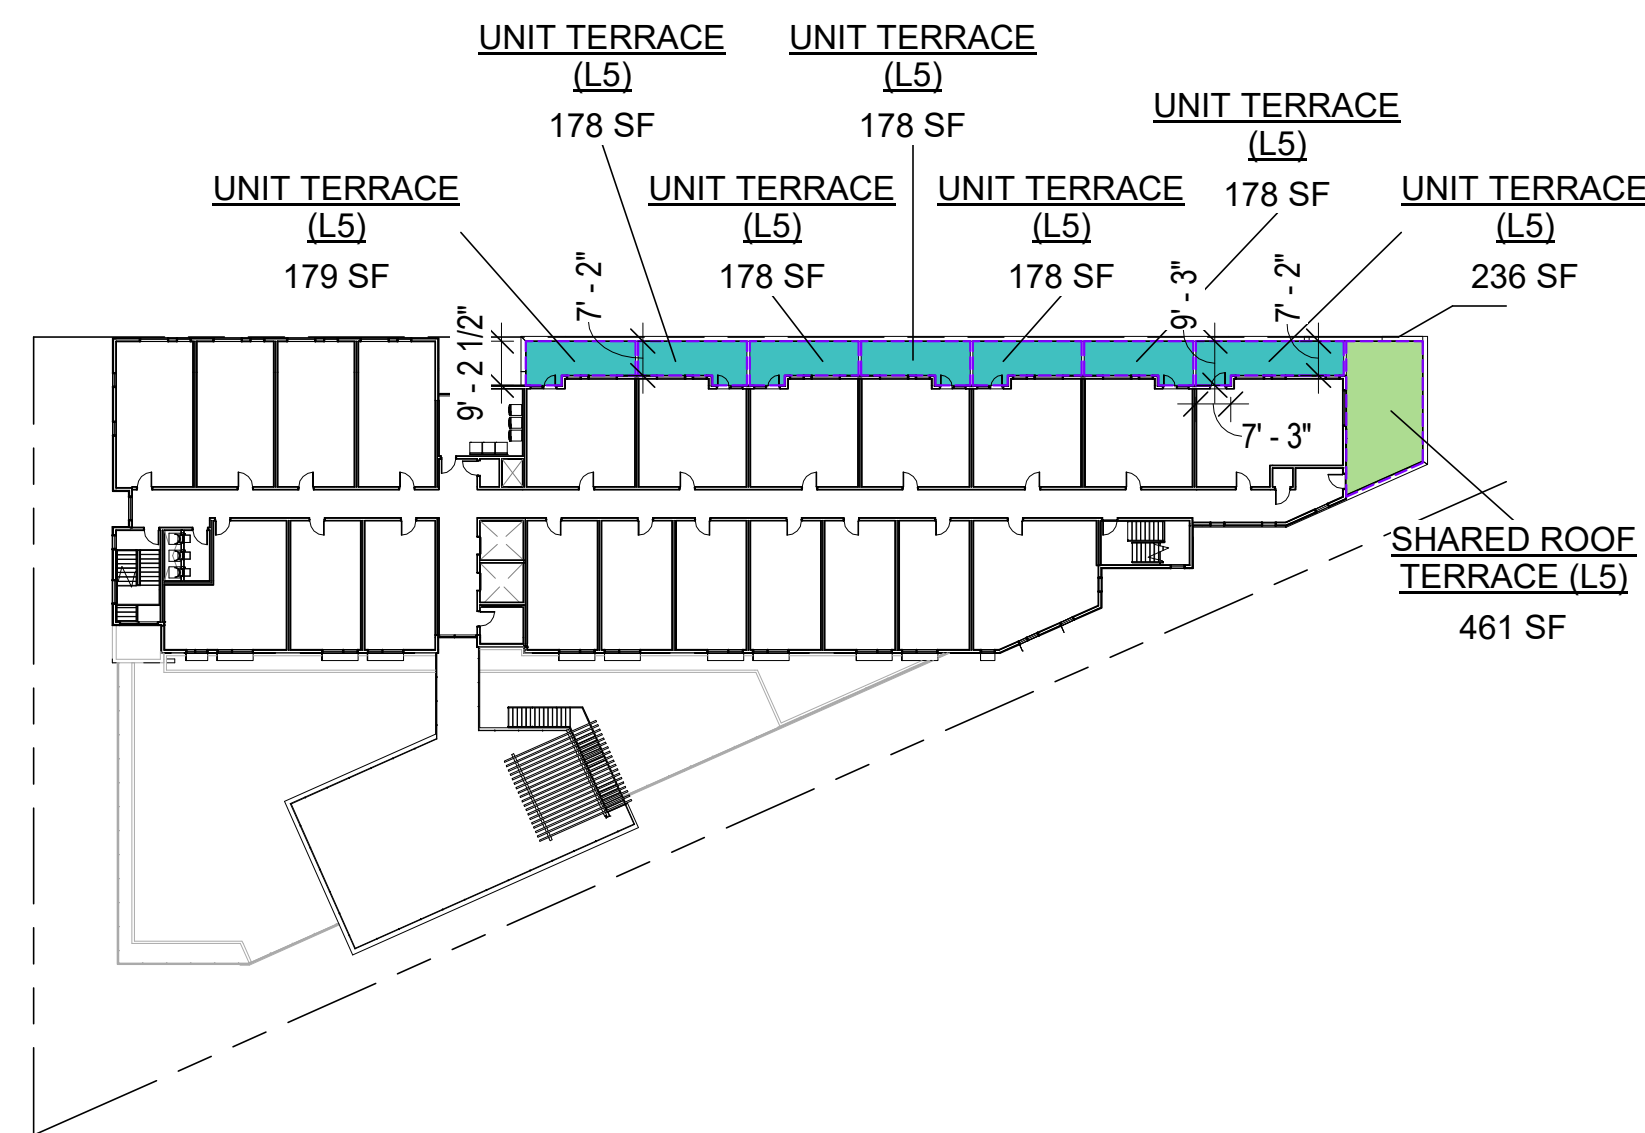 UNIT TERRACE
(L5)
178 SF
UNIT TERRACE
(L5)
178 SF
UNIT TERRACE
(L5)
178 SF
UNIT TERRACE
(L5)
179 SF
UNIT TERRACE
(L5)
178 SF
UNIT TERRACE
(L5)
178 SF
UNIT TERRACE
(L5)
236 SF
9' - 2 1/2"
7' - 2"
9' - 3"
7' - 2"
7' - 3"
SHARED ROOF
TERRACE (L5)
461 SF